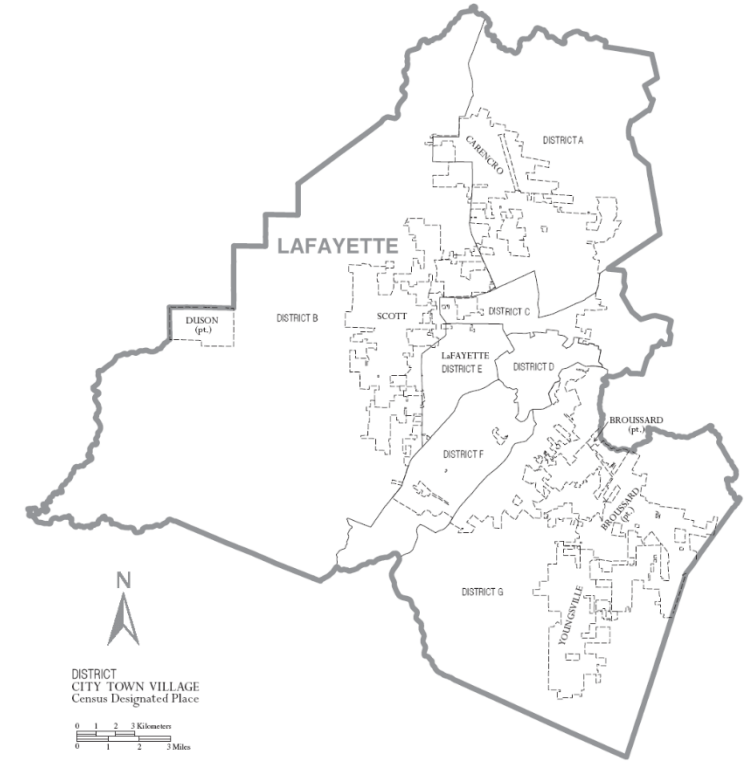 DISTRICT A
CARENCRO
LAFAYETTE
DUSON
(pt.)
DISTRICT B
SCOTT
DISTRICT C
LaFAYETTE
DISTRICT E
DISTRICT D
BROUSSARD
(pt.)
DISTRICT F
BROUSSARD
(pt.)
DISTRICT G
YOUNGSVILLE
N
DISTRICT
CITY TOWN VILLAGE
Census Designated Place
0 1 2 3 Kilometers
0 1 2 3 Miles